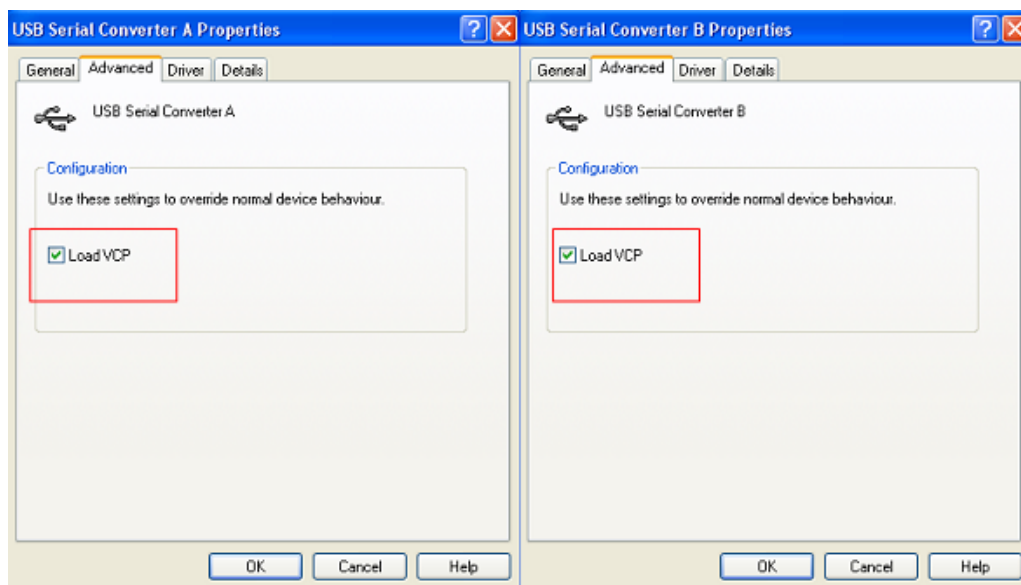 USB Serial Converter A Properties
General Advanced Driver Details
USB Serial Converter A
Configuration
Use these settings to override normal device behaviour.
Load VCP
OK Cancel Help
USB Serial Converter B Properties
General Advanced Driver Details
USB Serial Converter B
Configuration
Use these settings to override normal device behaviour.
Load VCP
OK Cancel Help